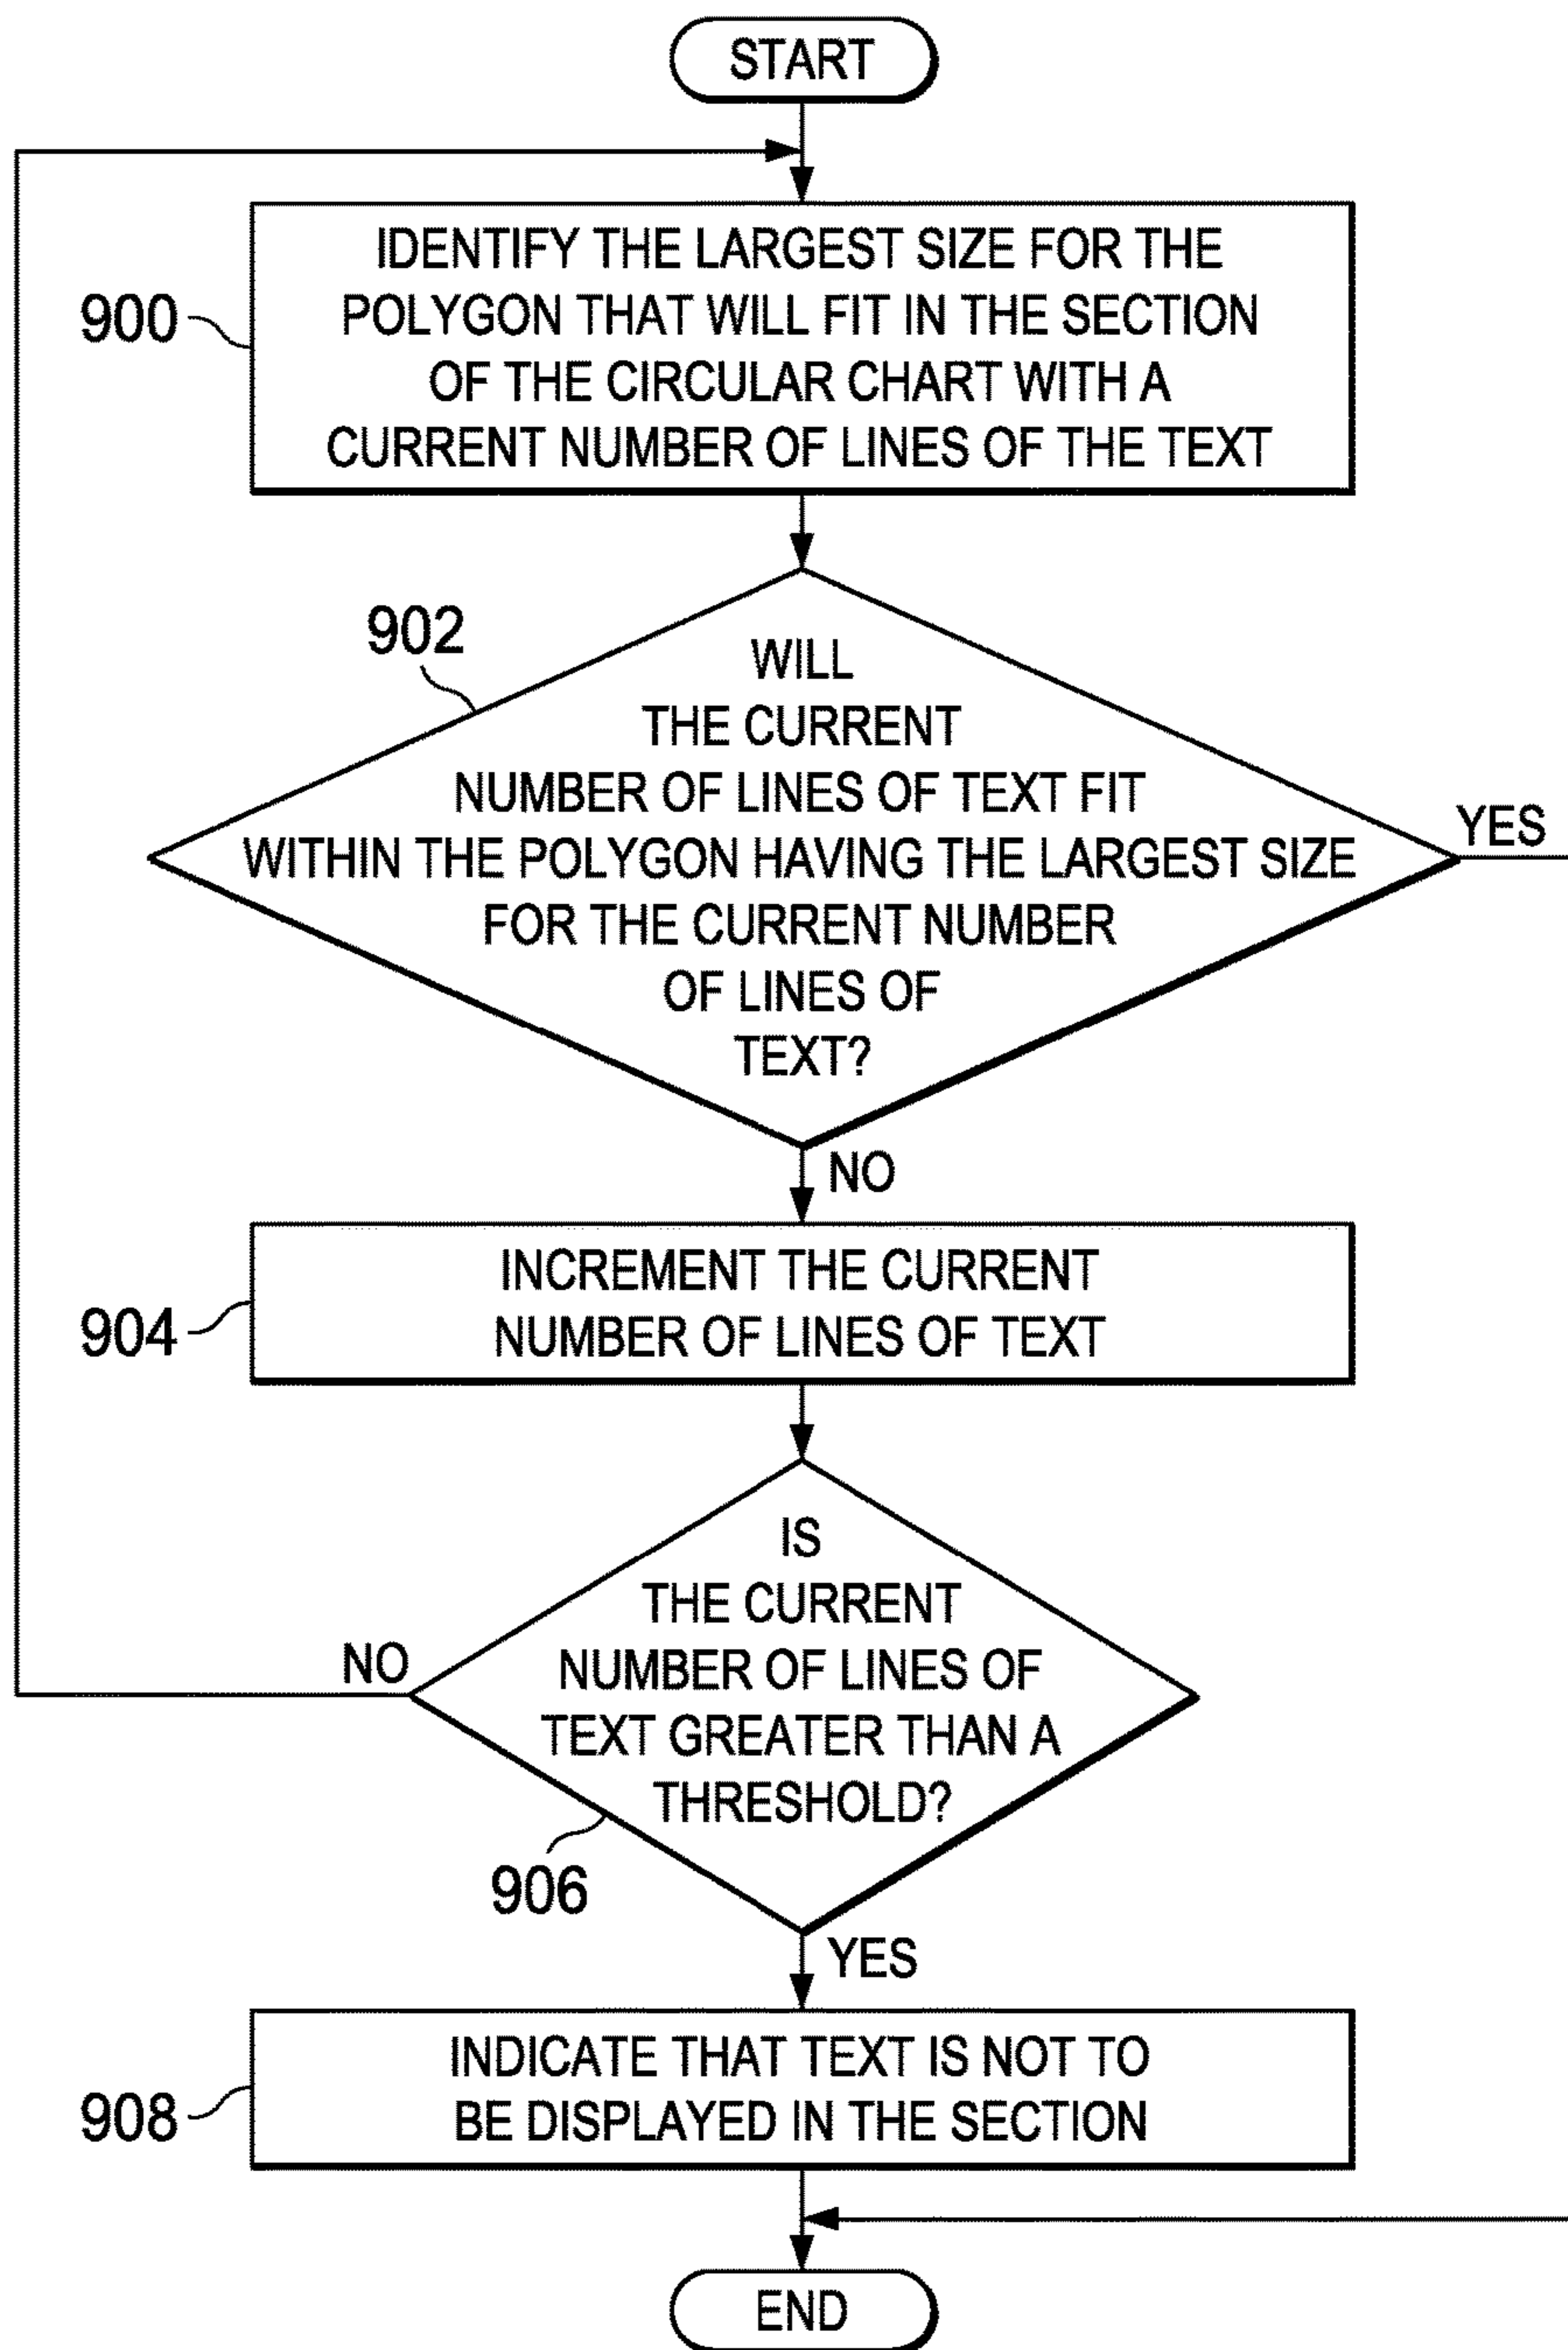 START
IDENTIFY THE LARGEST SIZE FOR THE
POLYGON THAT WILL FIT IN THE SECTION
OF THE CIRCULAR CHART WITH A
CURRENT NUMBER OF LINES OF THE TEXT
900
902
WILL
THE CURRENT
NUMBER OF LINES OF TEXT FIT
WITHIN THE POLYGON HAVING THE LARGEST SIZE
FOR THE CURRENT NUMBER
OF LINES OF
TEXT?
YES
NO
INCREMENT THE CURRENT
NUMBER OF LINES OF TEXT
904
IS
THE CURRENT
NUMBER OF LINES OF
TEXT GREATER THAN A
THRESHOLD?
NO
906
YES
INDICATE THAT TEXT IS NOT TO
BE DISPLAYED IN THE SECTION
908
END